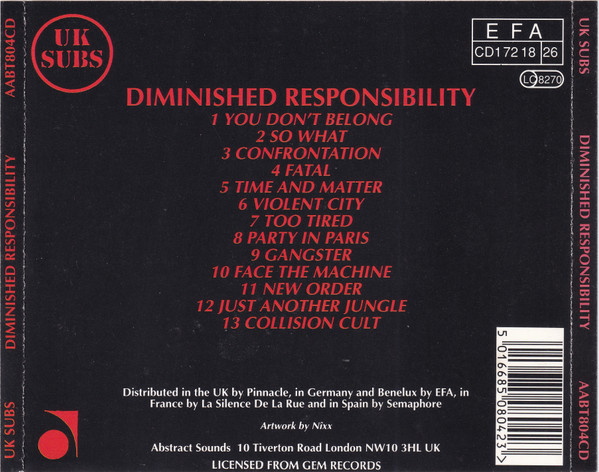 AABT804CD
DIMINISHED RESPONSIBILITY
UK SUBS
UK
SUBS
E F A
CD17218 26
LC 8270
DIMINISHED RESPONSIBILITY
1 YOU DON'T BELONG
2 SO WHAT
3 CONFRONTATION
4 FATAL
5 TIME AND MATTER
6 VIOLENT CITY
7 TOO TIRED
8 PARTY IN PARIS
9 GANGSTER
10 FACE THE MACHINE
11 NEW ORDER
12 JUST ANOTHER JUNGLE
13 COLLISION CULT
Distributed in the UK by Pinnacle, in Germany and Benelux by EFA, in
France by La Silence De La Rue and in Spain by Semaphore
Artwork by Nixx
Abstract Sounds 10 Tiverton Road London NW10 3HL UK
LICENSED FROM GEM RECORDS
5 016685 080423
UK SUBS
DIMINISHED RESPONSIBILITY
AABT804CD